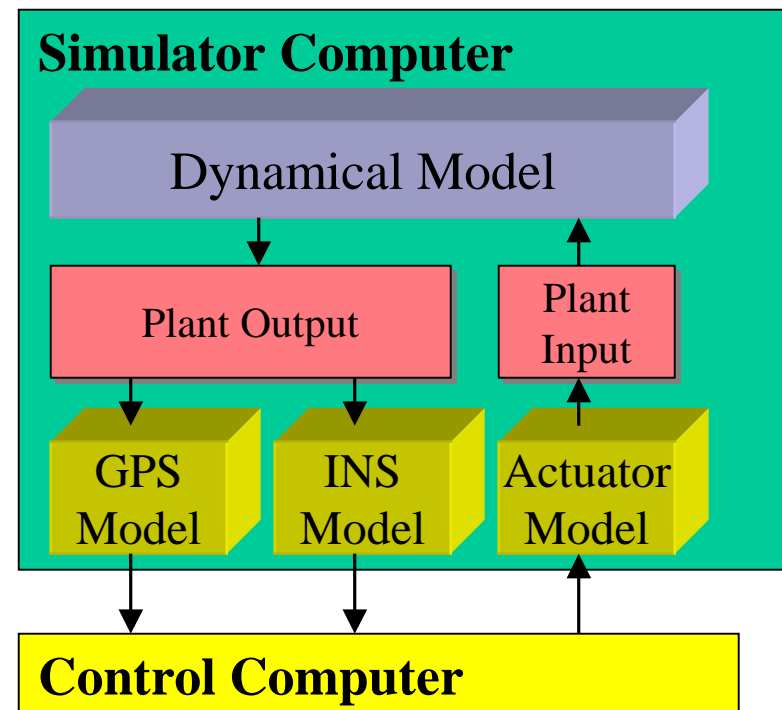 Simulator Computer
Dynamical Model
Plant Output
Plant
Input
GPS
Model
INS
Model
Actuator
Model
Control Computer